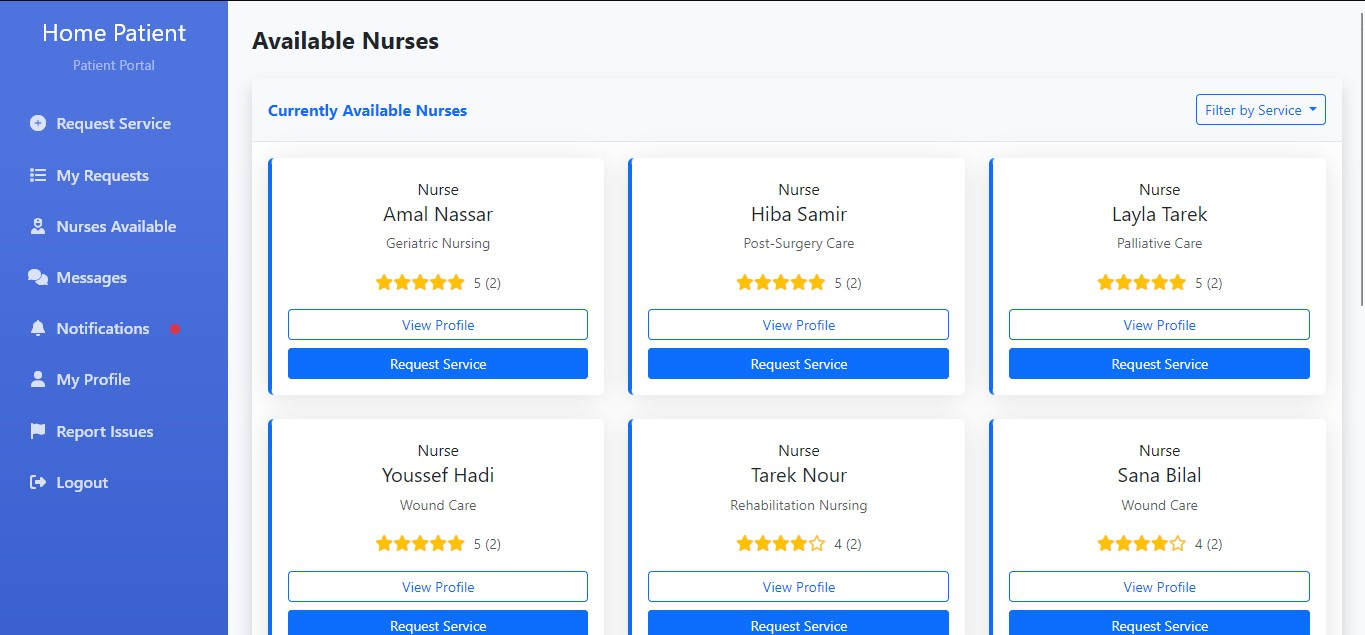 Home Patient
Patient Portal
Request Service
My Requests
Nurses Available
Messages
Notifications
My Profile
Report Issues
Logout
Available Nurses
Currently Available Nurses
Filter by Service
Nurse
Amal Nassar
Geriatric Nursing
5 (2)
View Profile
Request Service
Nurse
Hiba Samir
Post-Surgery Care
5 (2)
View Profile
Request Service
Nurse
Layla Tarek
Palliative Care
5 (2)
View Profile
Request Service
Nurse
Youssef Hadi
Wound Care
5 (2)
View Profile
Request Service
Nurse
Tarek Nour
Rehabilitation Nursing
4 (2)
View Profile
Request Service
Nurse
Sana Bilal
Wound Care
4 (2)
View Profile
Request Service